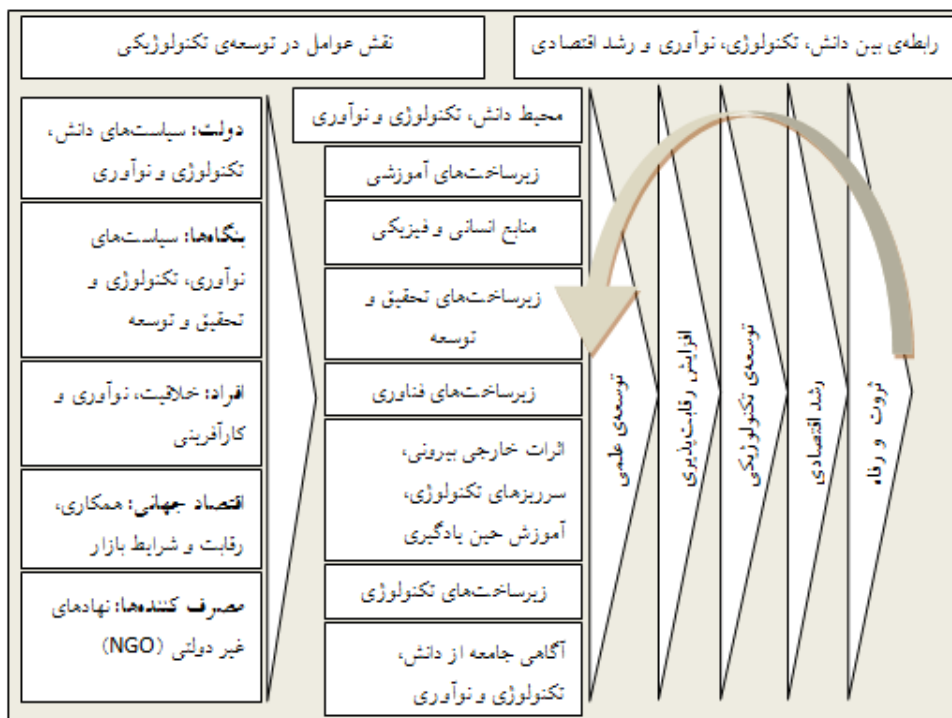 رابطه‌ی بین دانش، تکنولوژی، نوآوری و رشد اقتصادی
نقش عوامل در توسعه‌ی تکنولوژیکی
دولت: سیاست‌های دانش،
تکنولوژی و نوآوری
بنگاه‌ها: سیاست‌های
نوآوری، تکنولوژی و
تحقیق و توسعه
افراد: خلاقیت، نوآوری و
کارآفرینی
اقتصاد جهانی: همکاری،
رقابت و شرایط بازار
مصرف کننده‌ها: نهادهای
غیر دولتی (NGO)
محیط دانش، تکنولوژی و نوآوری
زیرساخت‌های آموزشی
منابع انسانی و فیزیکی
زیرساخت‌های تحقیق و
توسعه
زیرساخت‌های فناوری
اثرات خارجی بیرونی،
سرریزهای تکنولوژی،
آموزش حین یادگیری
زیرساخت‌های تکنولوژی
آگاهی جامعه از دانش،
تکنولوژی و نوآوری
توسعه‌ی علمی
افزایش رقابت‌پذیری
توسعه‌ی تکنولوژیکی
رشد اقتصادی
ثروت و رفاه